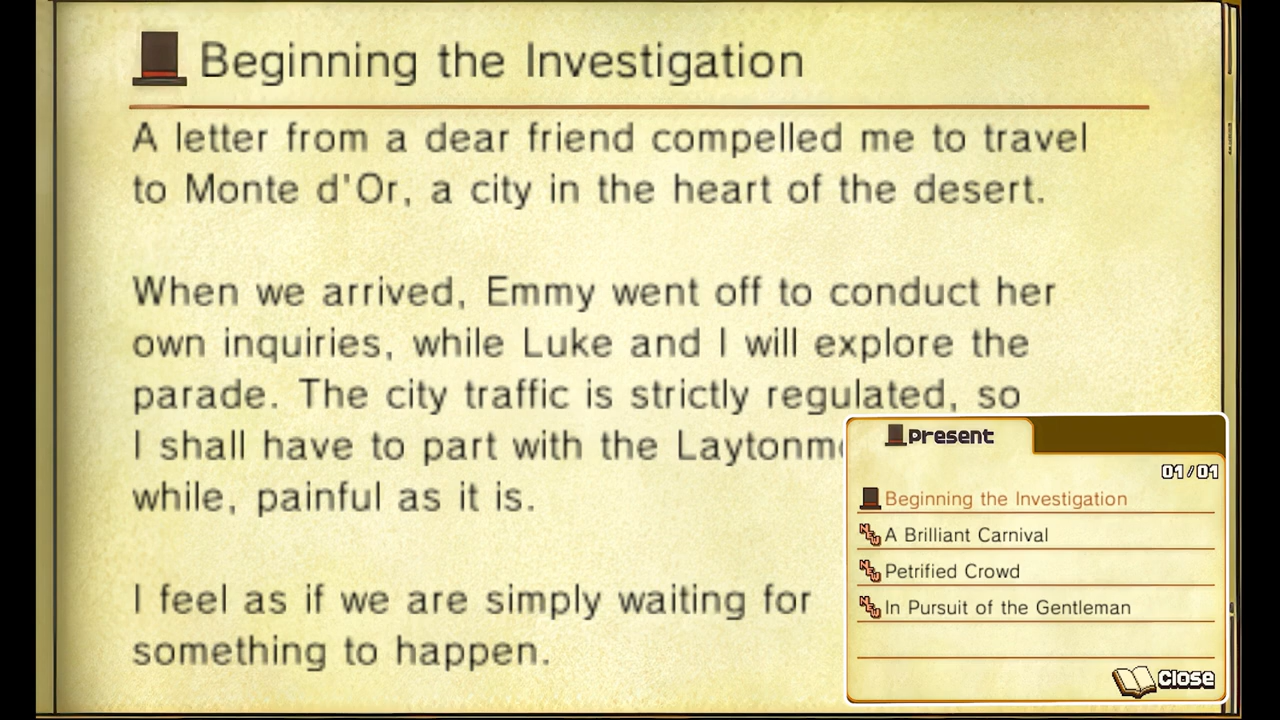 Beginning the Investigation
A letter from a dear friend compelled me to travel
to Monte d'Or, a city in the heart of the desert.
When we arrived, Emmy went off to conduct her
own inquiries, while Luke and I will explore the
parade. The city traffic is strictly regulated, so
I shall have to part with the
while, painful as it is.
I feel as if we are simply waiting for
something to happen.
Present
01/01
Beginning the Investigation
NEW A Brilliant Carnival
NEW Petrified Crowd
NEW In Pursuit of the Gentleman
Close